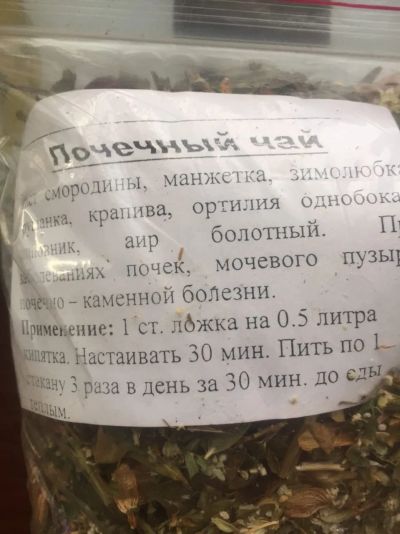 Почечный чай
смородины, манжетка, зимолюбка
крапива, ортилия однобока
аир болотный. П
почек, мочевого пузыр
почечно – каменной болезни.
Применение: 1 ст. ложка на 0.5 литра
кипятка. Настаивать 30 мин. Пить по 1
стакану 3 раза в день за 30 мин. до еды
теплым.